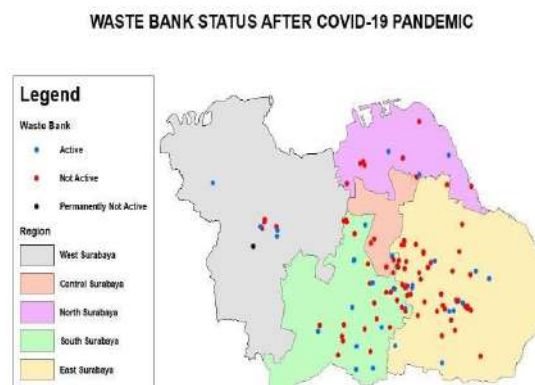 WASTE BANK STATUS AFTER COVID-19 PANDEMIC
Legend
Waste Bank
Active
Not Active
Permanently Not Active
Region
West Surabaya
Central Surabaya
North Surabaya
South Surabaya
East Surabaya